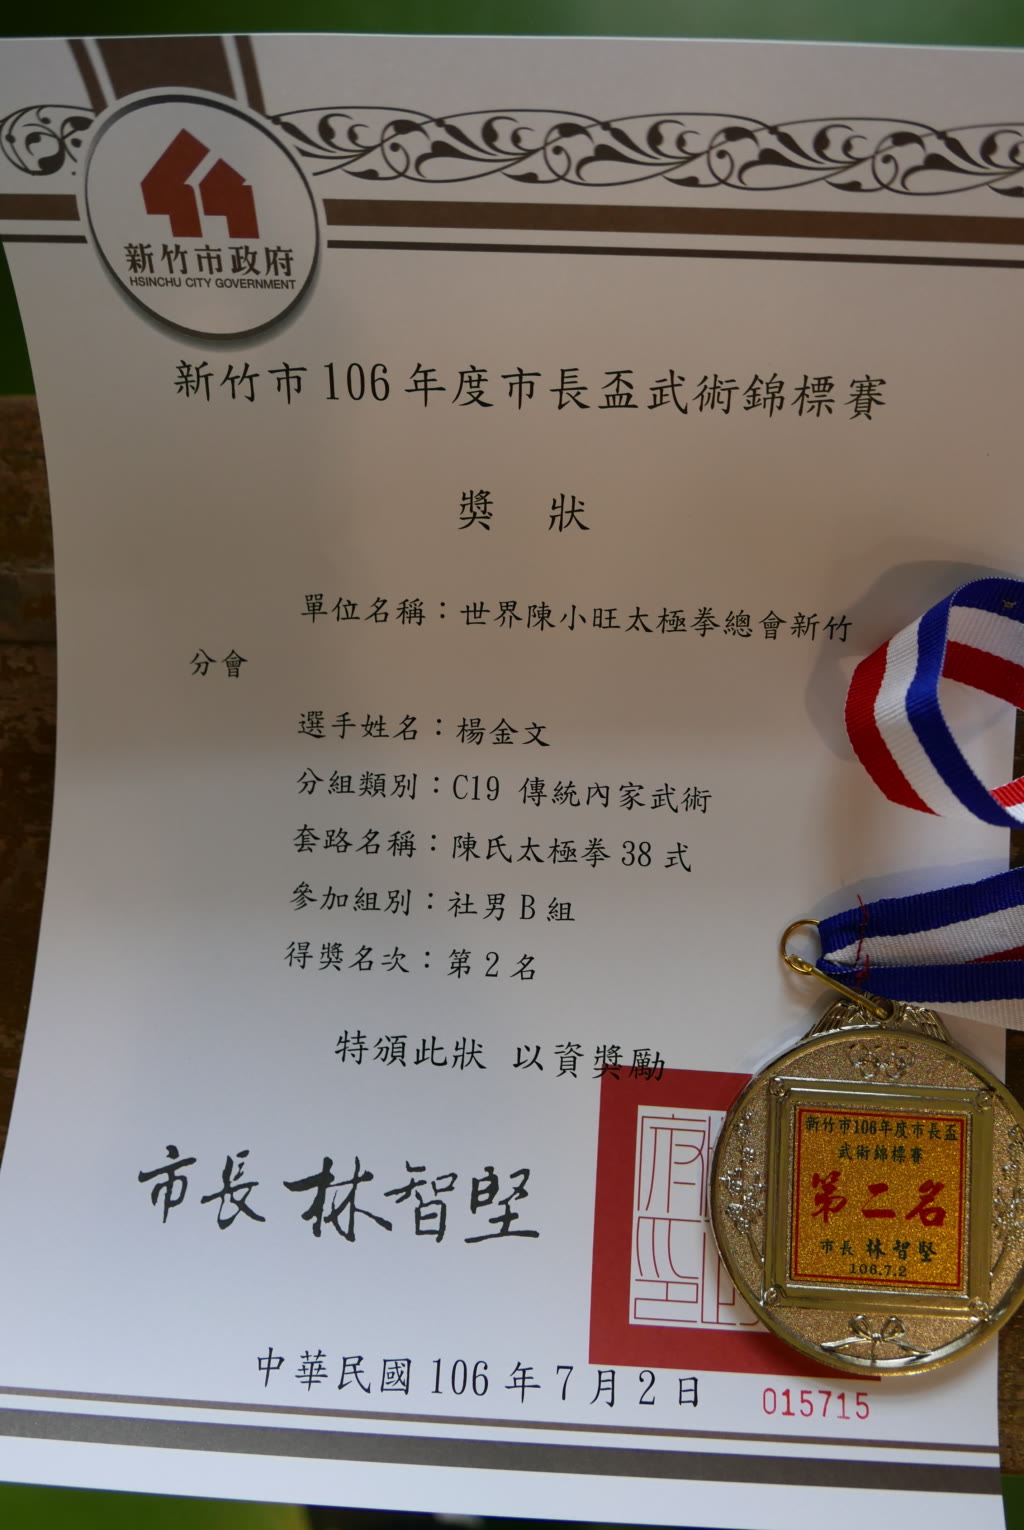 新竹市政府
HSINCHU CITY GOVERNMENT
新竹市106年度市長盃武術錦標賽
獎 狀
單位名稱：世界陳小旺太極拳總會新竹
分會
選手姓名：楊金文
分組類別：C19 傳統內家武術
套路名稱：陳氏太極拳38式
參加組別：社男B組
得獎名次：第2名
特頒此狀 以資獎勵
市長 林智堅
中華民國106年7月2日
015715
新竹市106年度市長盃
武術錦標賽
第二名
市長 林智堅
106.7.2